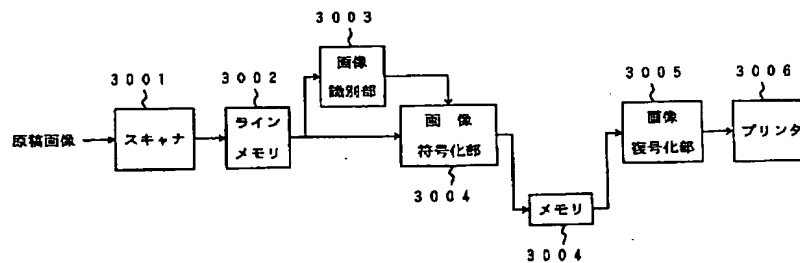 3003
画像
識別部
3001
3002
3005
3006
原稿画像
スキャナ
ライン
メモリ
画像
符号化部
画像
復号化部
プリンタ
3004
メモリ
3004